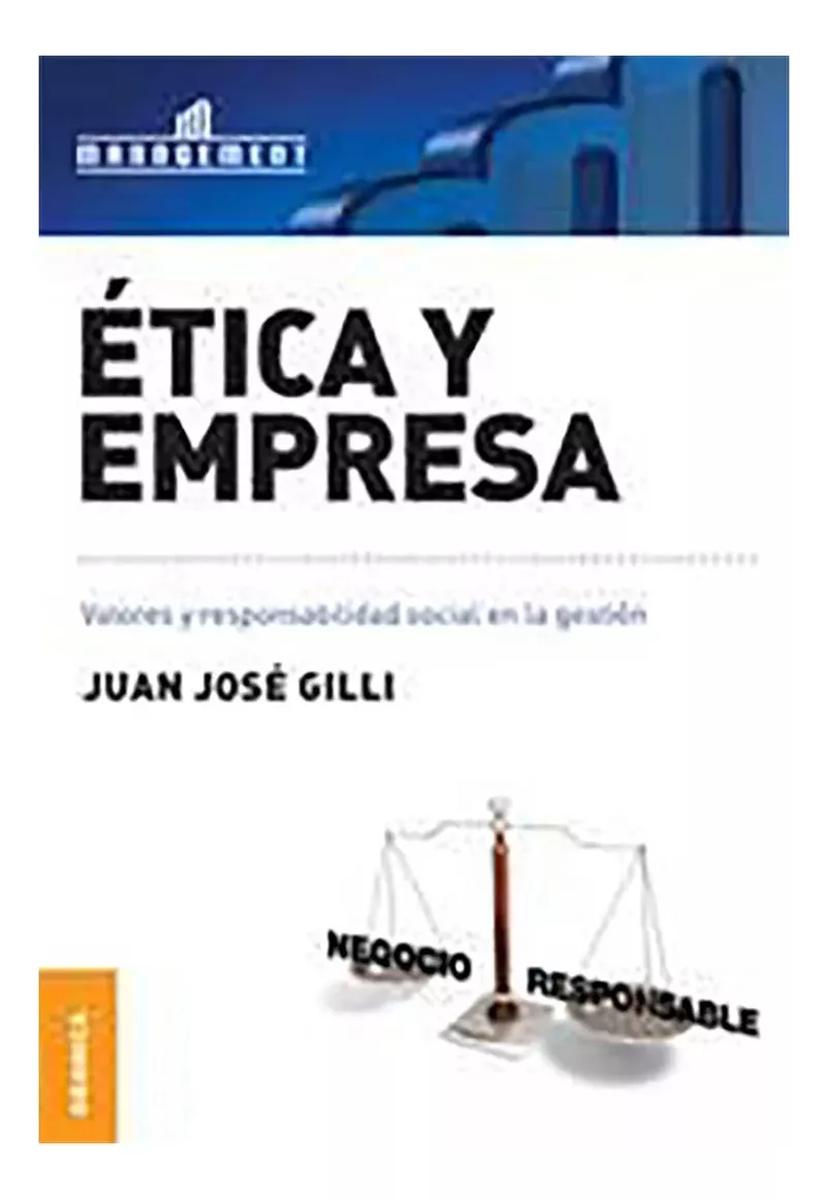 management
ÉTICA Y
EMPRESA
Valores y responsabilidad social en la gestión
JUAN JOSÉ GILLI
NEGOCIO
RESPONSABLE
GRANICA